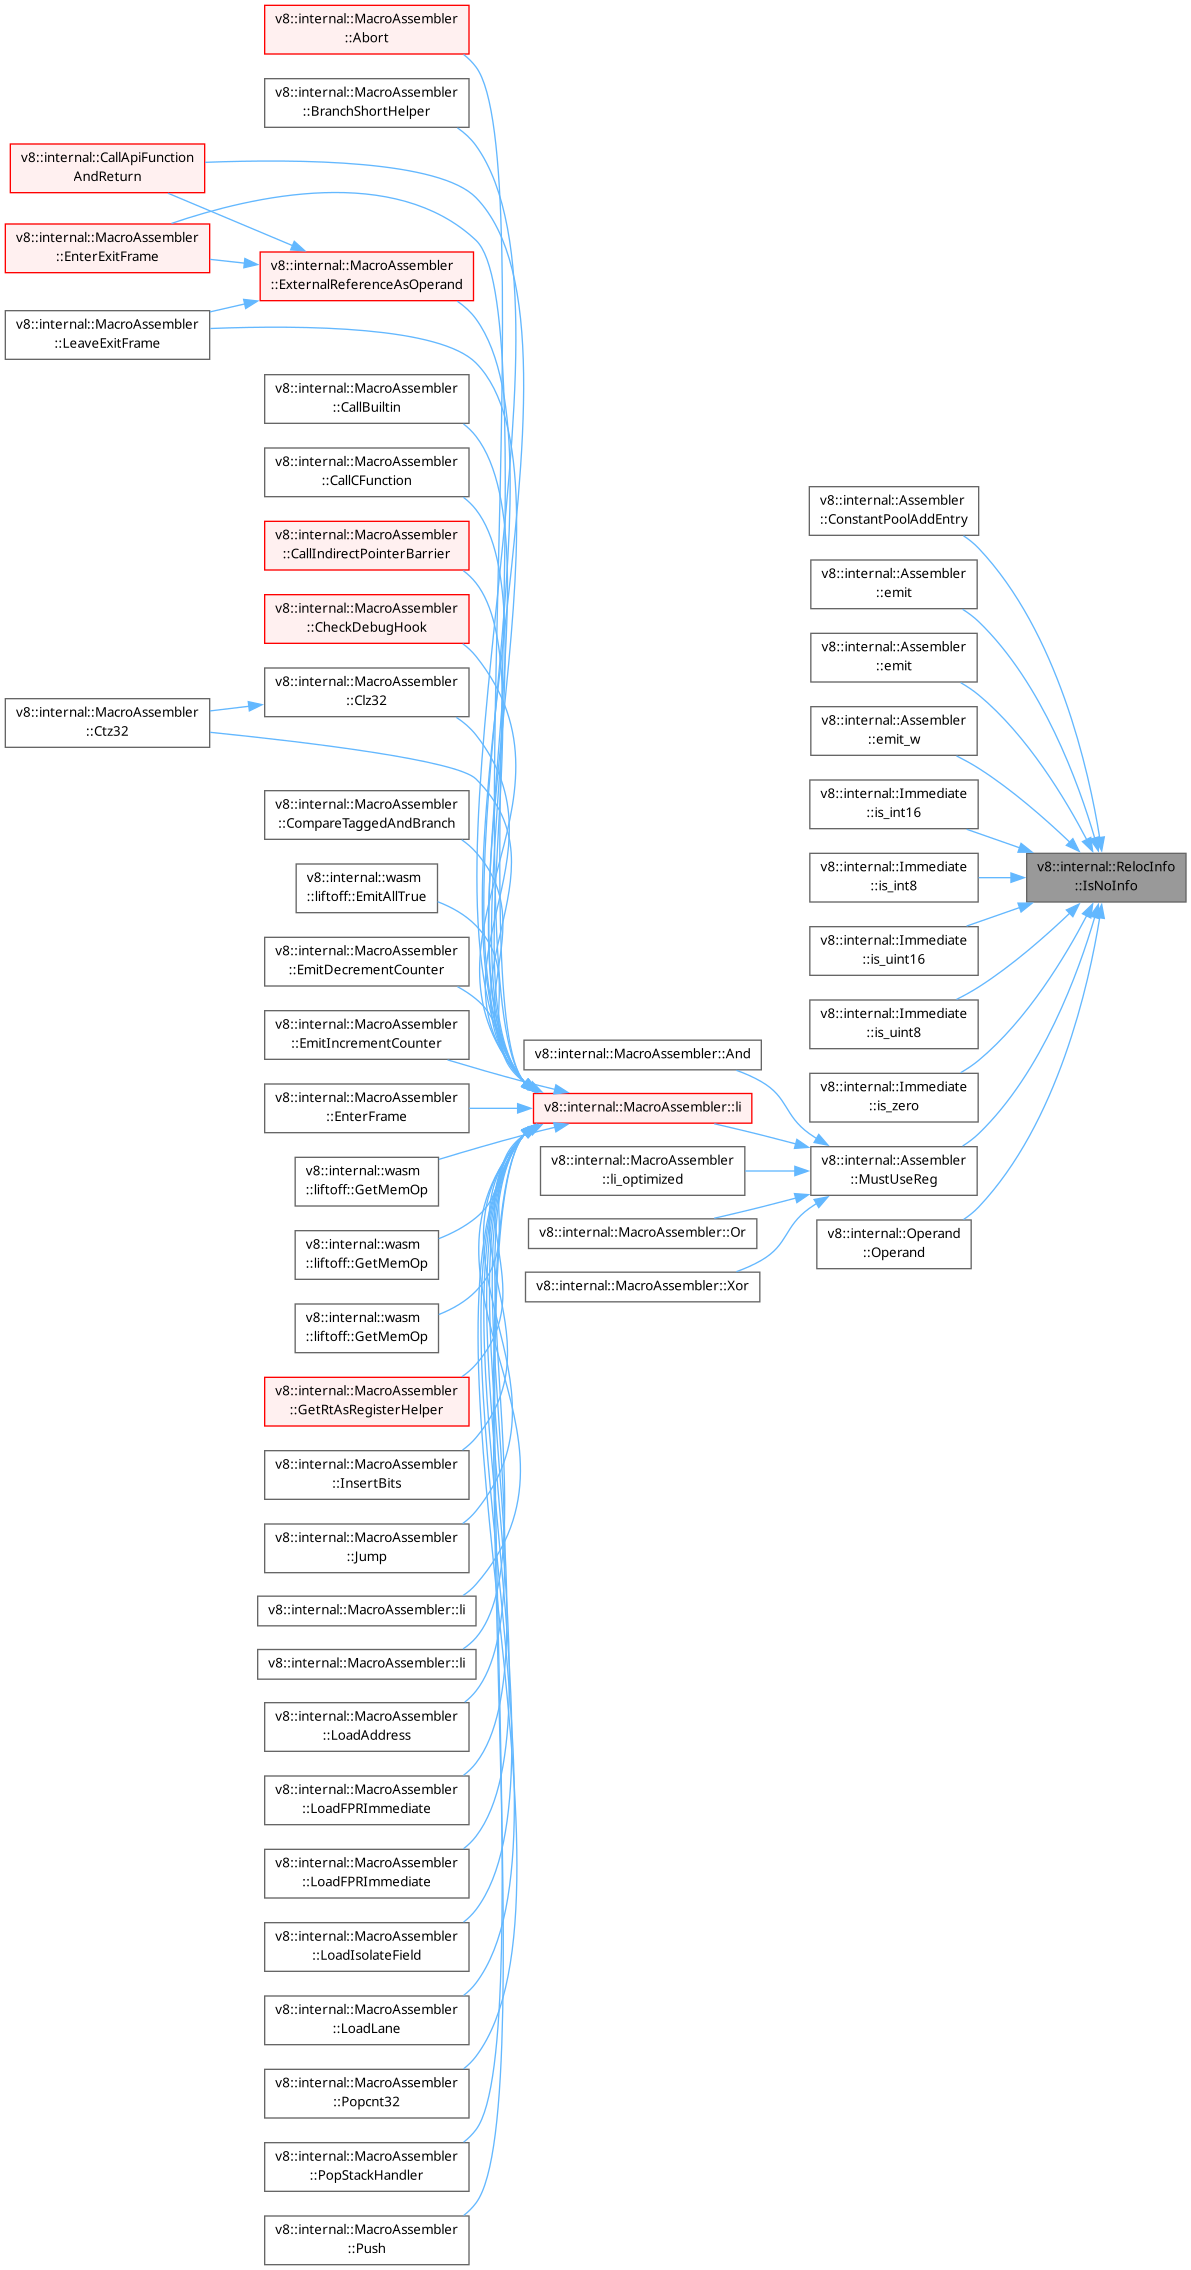 v8::internal::MacroAssembler
::Abort
v8::internal::MacroAssembler
::BranchShortHelper
v8::internal::CallApiFunction
AndReturn
v8::internal::MacroAssembler
::EnterExitFrame
v8::internal::MacroAssembler
::ExternalReferenceAsOperand
v8::internal::MacroAssembler
::LeaveExitFrame
v8::internal::MacroAssembler
::CallBuiltin
v8::internal::MacroAssembler
::CallCFunction
v8::internal::MacroAssembler
::CallIndirectPointerBarrier
v8::internal::MacroAssembler
::CheckDebugHook
v8::internal::MacroAssembler
::Clz32
v8::internal::MacroAssembler
::Ctz32
v8::internal::MacroAssembler
::CompareTaggedAndBranch
v8::internal::wasm
::liftoff::EmitAllTrue
v8::internal::MacroAssembler
::EmitDecrementCounter
v8::internal::MacroAssembler
::EmitIncrementCounter
v8::internal::MacroAssembler
::EnterFrame
v8::internal::wasm
::liftoff::GetMemOp
v8::internal::wasm
::liftoff::GetMemOp
v8::internal::wasm
::liftoff::GetMemOp
v8::internal::MacroAssembler
::GetRtAsRegisterHelper
v8::internal::MacroAssembler
::InsertBits
v8::internal::MacroAssembler
::Jump
v8::internal::MacroAssembler::li
v8::internal::MacroAssembler::li
v8::internal::MacroAssembler
::LoadAddress
v8::internal::MacroAssembler
::LoadFPRImmediate
v8::internal::MacroAssembler
::LoadFPRImmediate
v8::internal::MacroAssembler
::LoadIsolateField
v8::internal::MacroAssembler
::LoadLane
v8::internal::MacroAssembler
::Popcnt32
v8::internal::MacroAssembler
::PopStackHandler
v8::internal::MacroAssembler
::Push
v8::internal::MacroAssembler::And
v8::internal::MacroAssembler::li
v8::internal::MacroAssembler
::li_optimized
v8::internal::MacroAssembler::Or
v8::internal::MacroAssembler::Xor
v8::internal::Assembler
::ConstantPoolAddEntry
v8::internal::Assembler
::emit
v8::internal::Assembler
::emit
v8::internal::Assembler
::emit_w
v8::internal::Immediate
::is_int16
v8::internal::Immediate
::is_int8
v8::internal::Immediate
::is_uint16
v8::internal::Immediate
::is_uint8
v8::internal::Immediate
::is_zero
v8::internal::Assembler
::MustUseReg
v8::internal::Operand
::Operand
v8::internal::RelocInfo
::IsNoInfo